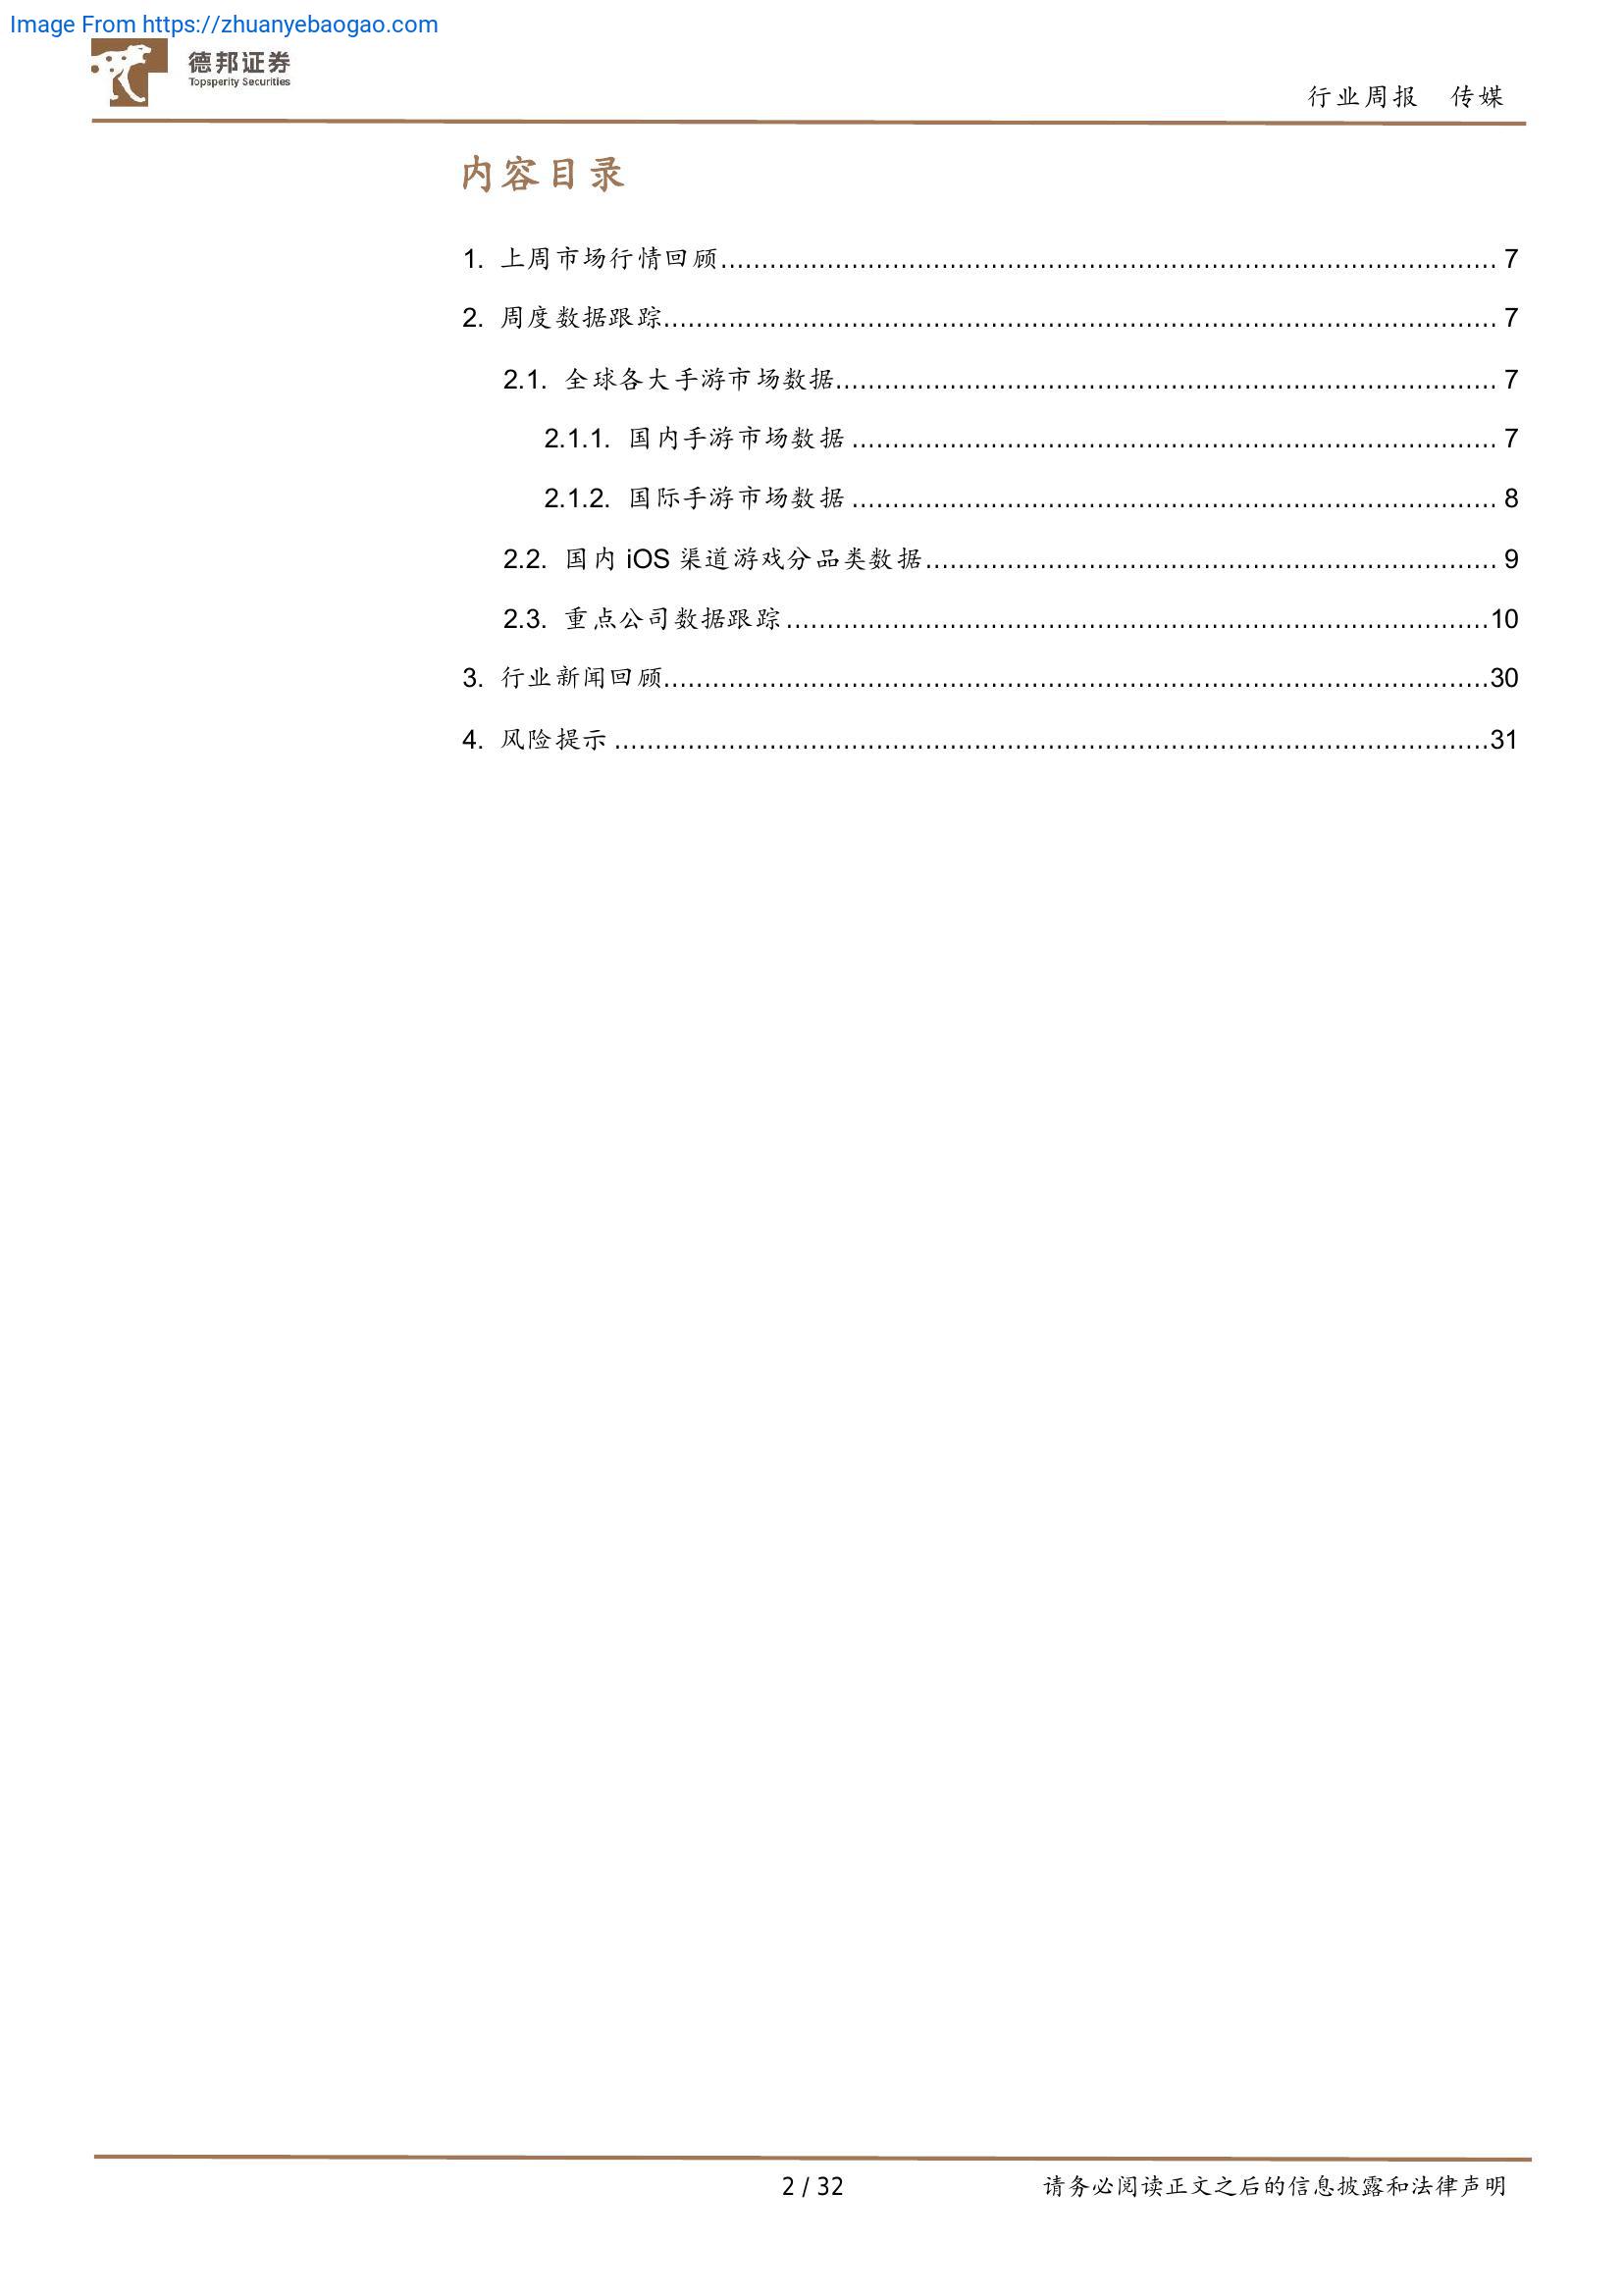 Image From https://zhuanyebaogao.com
德邦证券
Topsperity Securities
行业周报 传媒
内容目录
1. 上周市场行情回顾 7
2. 周度数据跟踪 7
2.1. 全球各大手游市场数据 7
2.1.1. 国内手游市场数据 7
2.1.2. 国际手游市场数据 8
2.2. 国内 iOS 渠道游戏分品类数据 9
2.3. 重点公司数据跟踪 10
3. 行业新闻回顾 30
4. 风险提示 31
2 / 32 请务必阅读正文之后的信息披露和法律声明